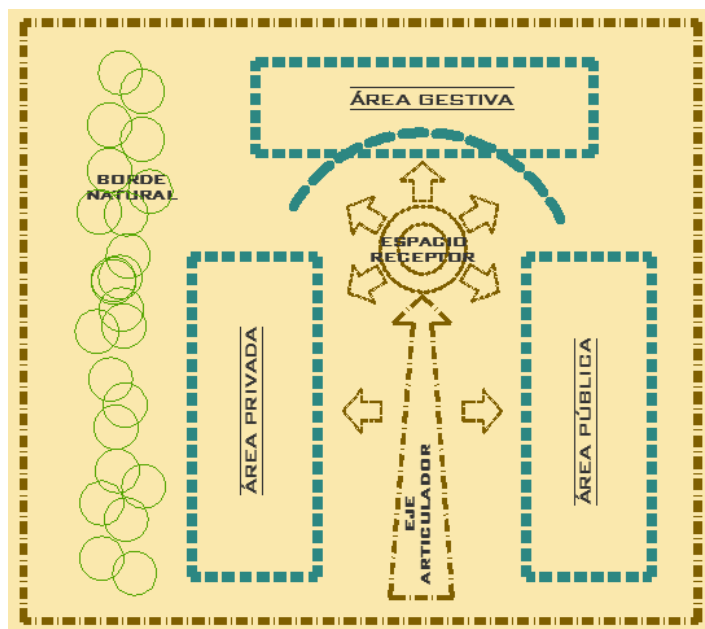 ÁREA GESTIVA
BORDE
NATURAL
ESPACIO
RECEPTOR
ÁREA PRIVADA
ÁREA PÚBLICA
EJE
ARTICULADOR